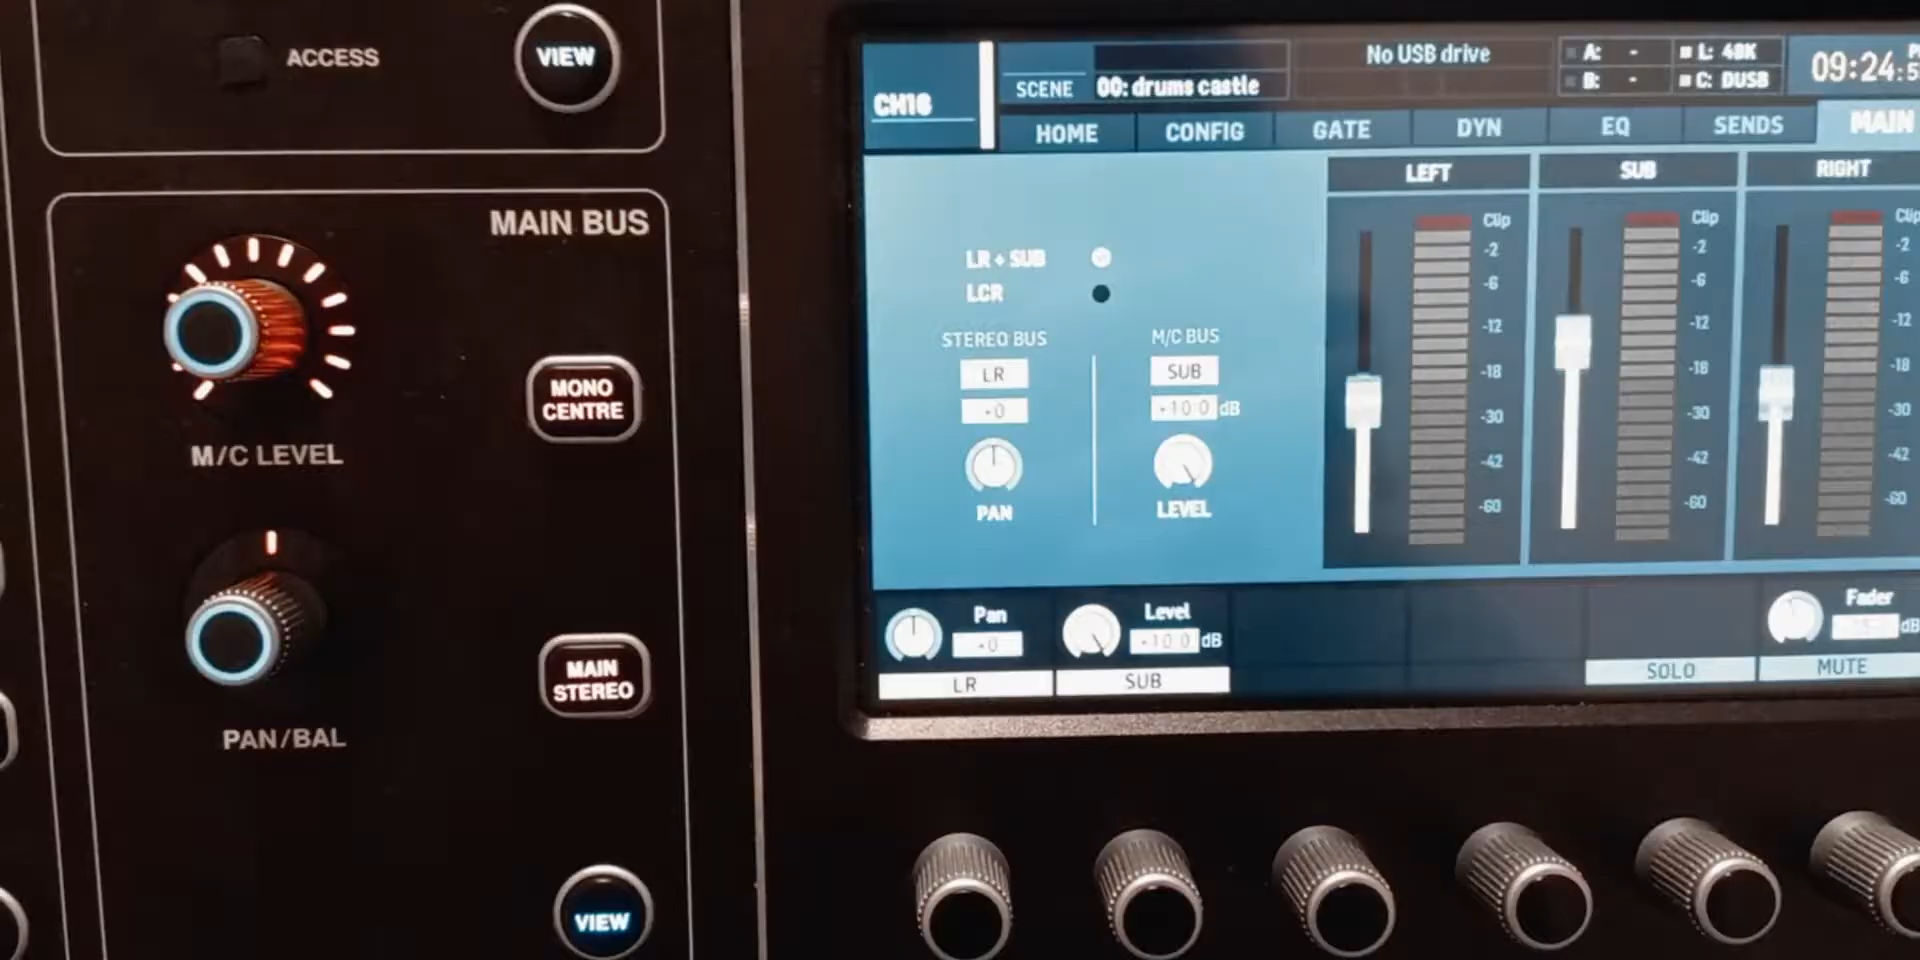 ACCESS
VIEW
MAIN BUS
M/C LEVEL
MONO
CENTRE
PAN/BAL
MAIN
STEREO
VIEW
CH16
SCENE
00: drums castle
No USB drive
A: -
B: -
L: 48K
C: DUSB
HOME
CONFIG
GATE
DYN
EQ
SENDS
MAIN
LR + SUB
LCR
STEREO BUS
LR
PAN
M/C BUS
SUB
+10.0 dB
LEVEL
LEFT
Clip
-2
-6
-12
-18
-30
-42
-60
SUB
Clip
-2
-6
-12
-18
-30
-42
-60
RIGHT
Clip
-2
-6
-12
-18
-30
-42
-60
Pan
LR
Level
dB
SUB
SOLO
Fader
dB
MUTE